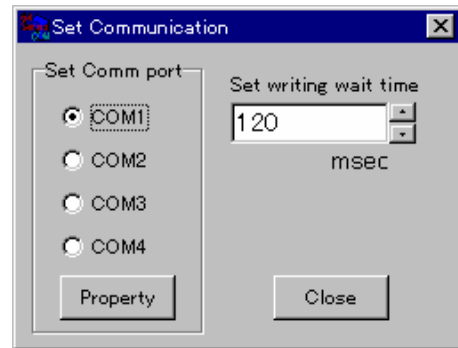 Set Communication
Set Comm port
COM1
COM2
COM3
COM4
Property
Set writing wait time
120
msec
Close